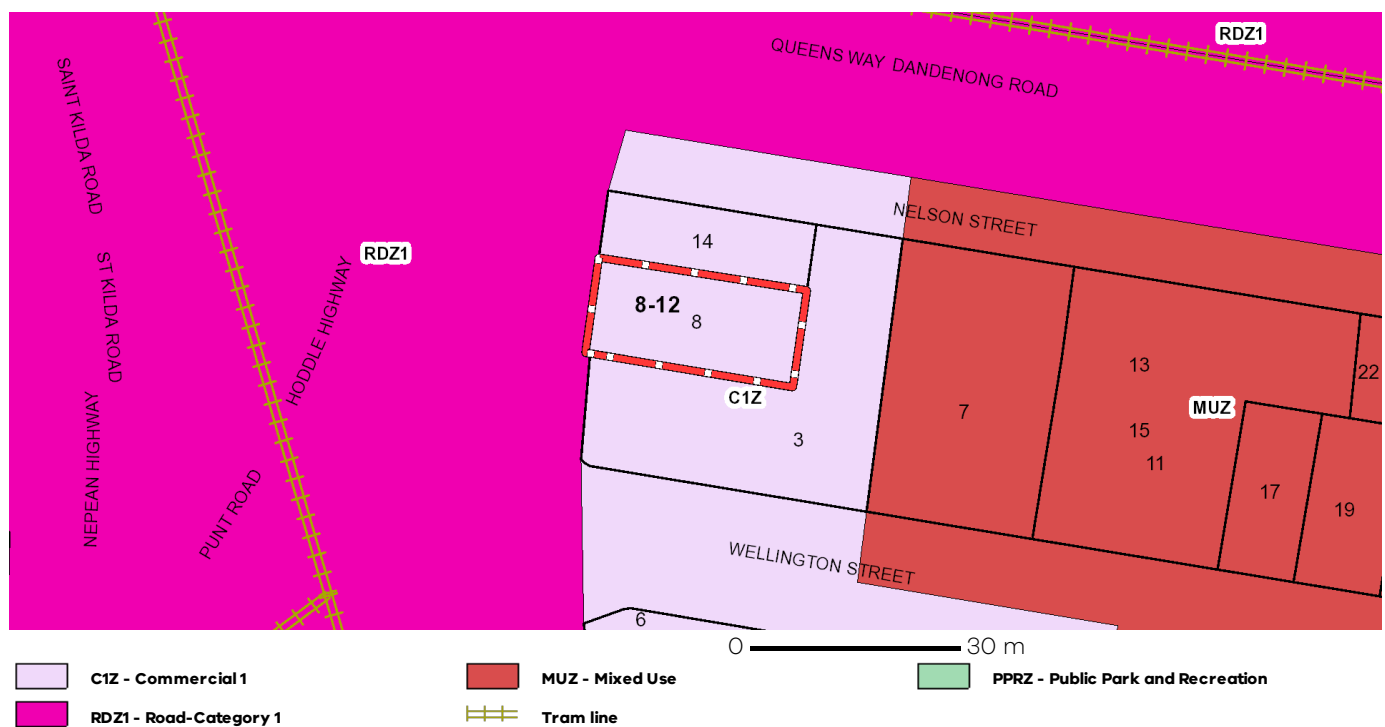 RDZ1
QUEENS WAY DANDENONG ROAD
SAINT KILDA ROAD
NELSON STREET
14
ST KILDA ROAD
RDZ1
HODDLE HIGHWAY
8-12
8
13
22
C1Z
MUZ
7
3
15
11
NEPEAN HIGHWAY
PUNT ROAD
17
19
WELLINGTON STREET
6
0 30 m
C1Z - Commercial 1
MUZ - Mixed Use
PPRZ - Public Park and Recreation
RDZ1 - Road-Category 1
Tram line